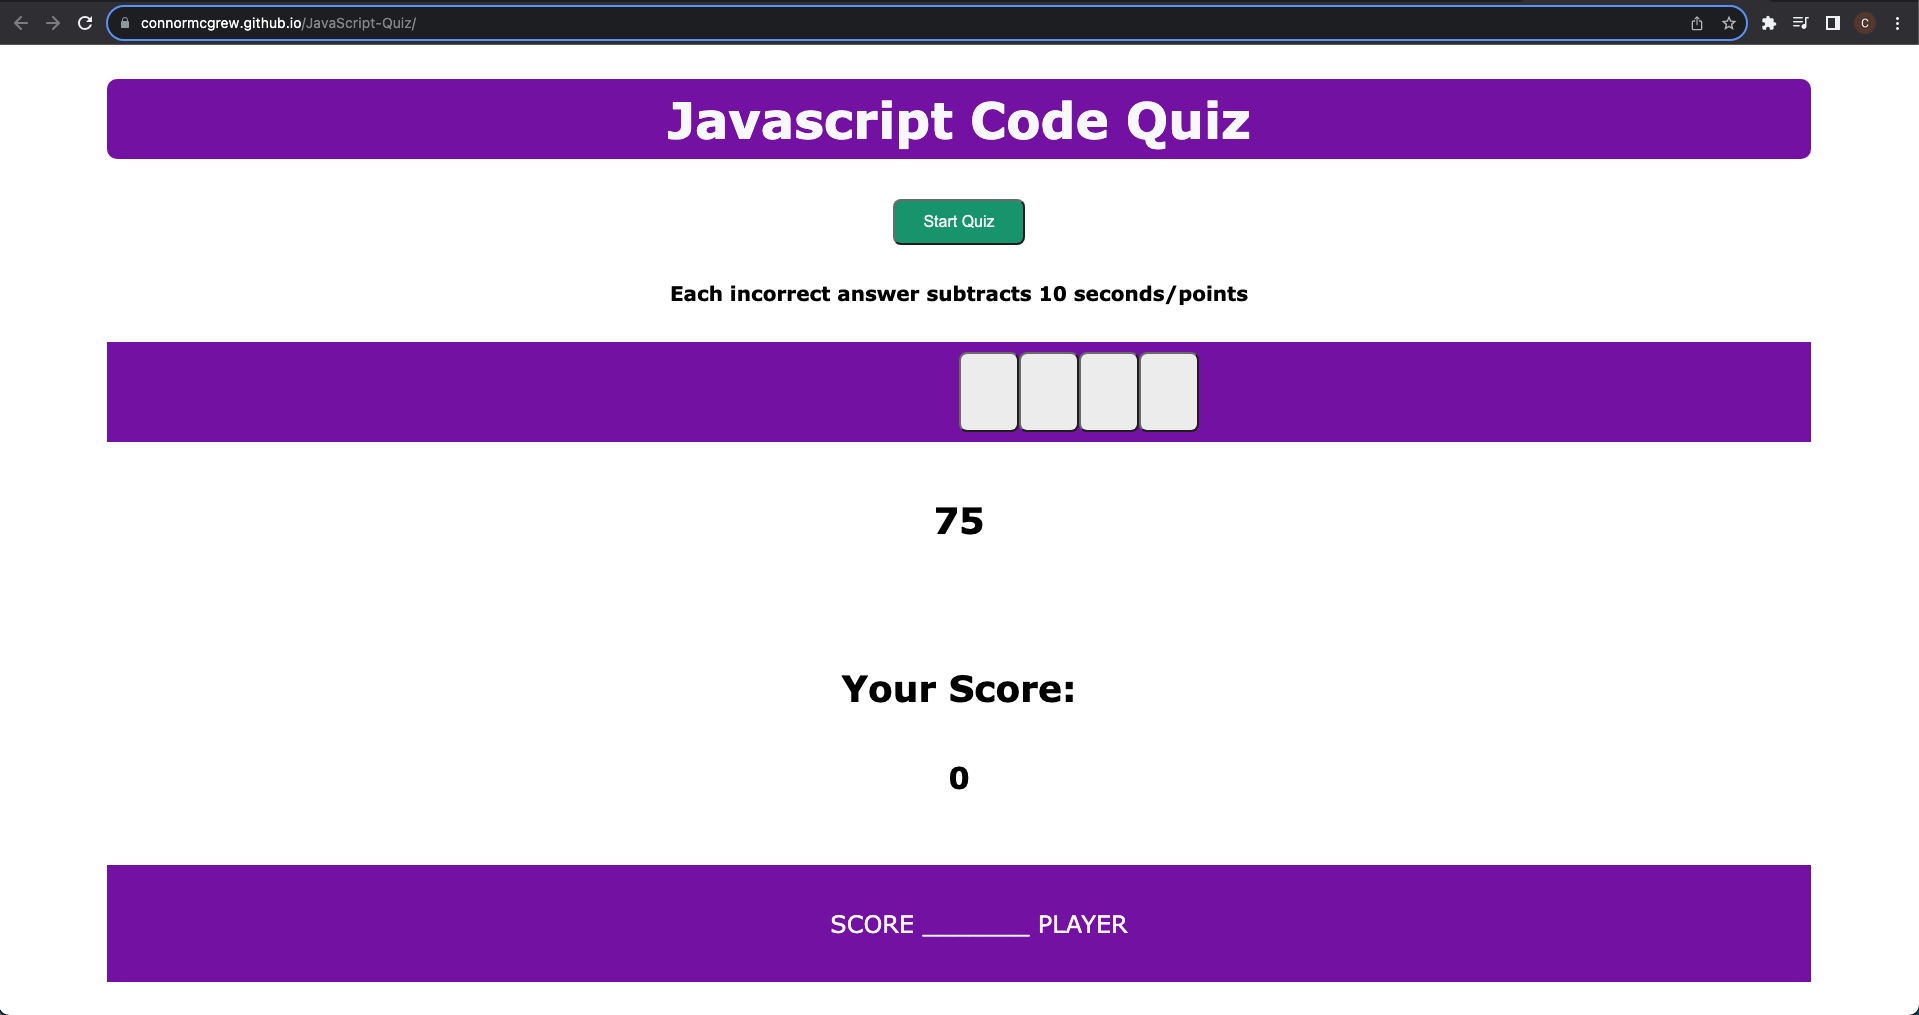 connormcgrew.github.io/JavaScript-Quiz/
C
Javascript Code Quiz
Start Quiz
Each incorrect answer subtracts 10 seconds/points
75
Your Score:
0
SCORE ________ PLAYER